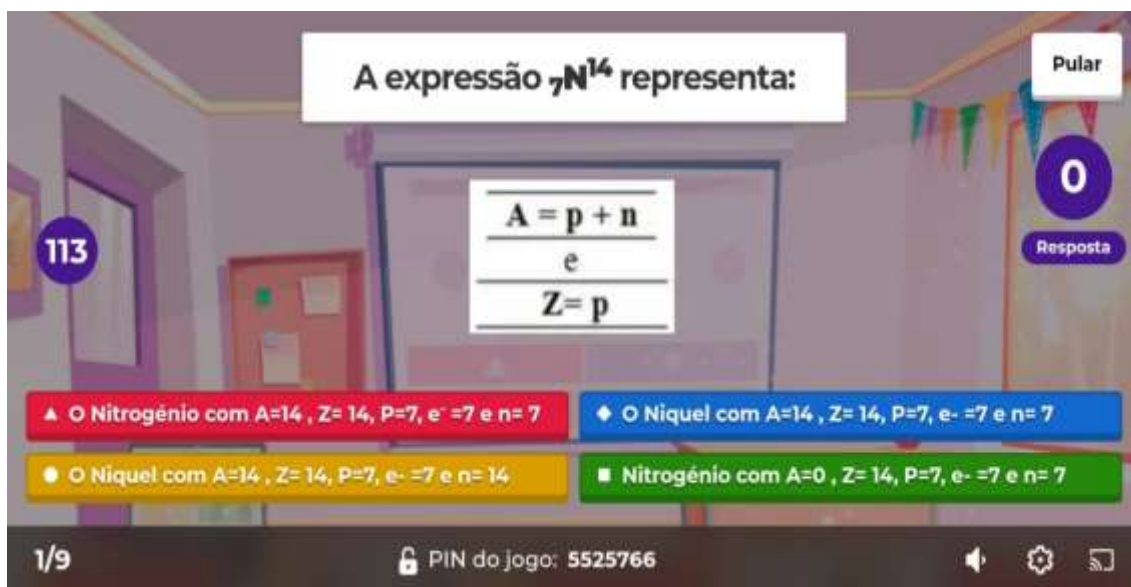 A expressão ₇N¹⁴ representa:
Pular
A = p + n
e
Z= p
113
0
Resposta
O Nitrogénio com A=14 , Z= 14, P=7, e⁻ =7 e n= 7
O Niquel com A=14 , Z= 14, P=7, e- =7 e n= 7
O Niquel com A=14 , Z= 14, P=7, e- =7 e n= 14
Nitrogénio com A=0 , Z= 14, P=7, e- =7 e n= 7
1/9
PIN do jogo: 5525766